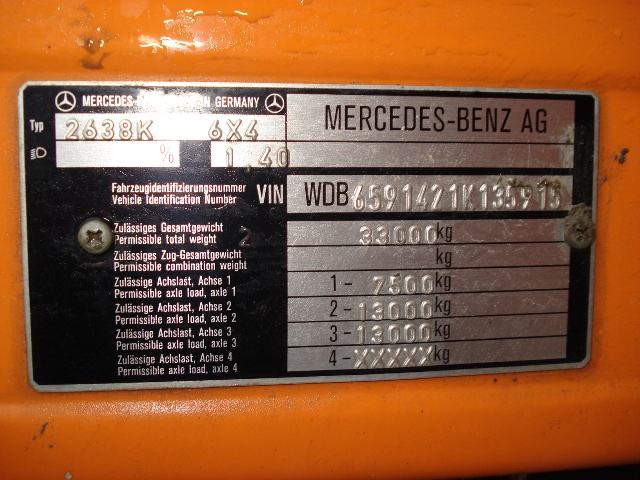 MERCEDES-BENZ IN GERMANY
MERCEDES-BENZ AG
Typ 2638K 6X4
% 1,40
Fahrzeugidentifizierungsnummer
Vehicle Identification Number VIN WDB6591421K135915
Zulässiges Gesamtgewicht
Permissible total weight 2 33000kg
Zulässiges Zug-Gesamtgewicht
Permissible combination weight kg
Zulässige Achslast, Achse 1
Permissible axle load, axle 1 1- 7500kg
Zulässige Achslast, Achse 2
Permissible axle load, axle 2 2-13000kg
Zulässige Achslast, Achse 3
Permissible axle load, axle 3 3-13000kg
Zulässige Achslast, Achse 4
Permissible axle load, axle 4 4-XXXXXkg